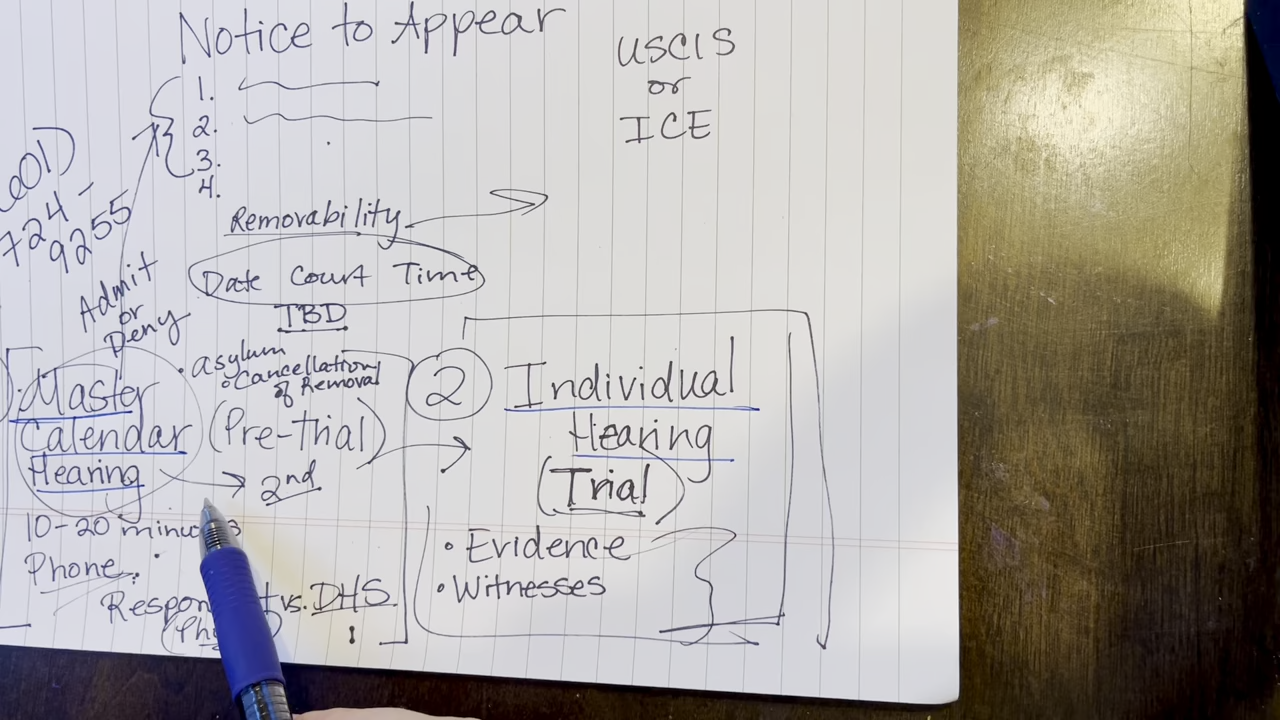 Notice to Appear
1.
2.
3.
4.
USCIS
or
ICE
724-
9255
Removability
Date Court Time
TBD
Admit
or
Deny
• Asylum
• Cancellation
of Removal
Master
Calendar
Hearing
(Pre-Trial)
2nd
10-20
Phone.
vs. DHS.
2
Individual
Hearing
(Trial)
• Evidence
• Witnesses